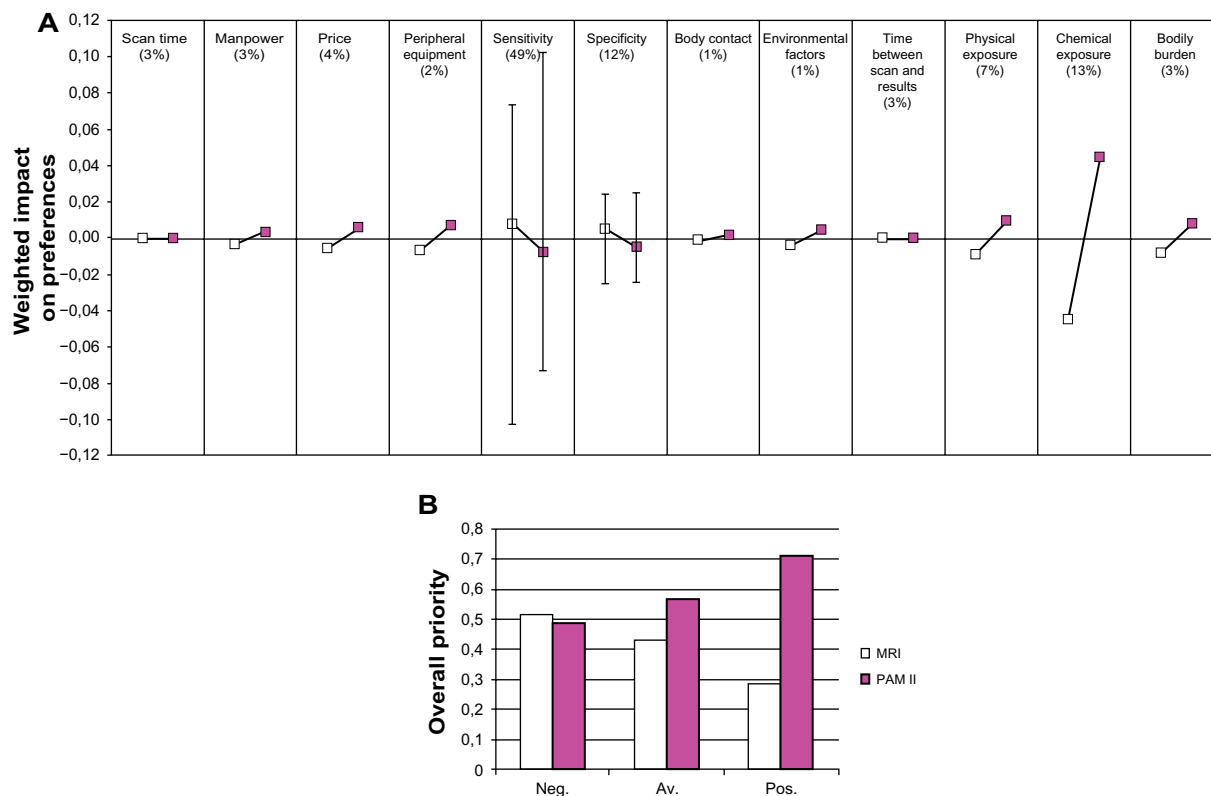 A
Weighted impact
on preferences
0,12
0,10
0,08
0,06
0,04
0,02
0,00
−0,02
−0,04
−0,06
−0,08
−0,10
−0,12
Scan time
(3%)
Manpower
(3%)
Price
(4%)
Peripheral
equipment
(2%)
Sensitivity
(49%)
Specificity
(12%)
Body contact
(1%)
Environmental
factors
(1%)
Time
between
scan and
results
(3%)
Physical
exposure
(7%)
Chemical
exposure
(13%)
Bodily
burden
(3%)
B
Overall priority
0,8
0,7
0,6
0,5
0,4
0,3
0,2
0,1
0
Neg.
Av.
Pos.
MRI
PAM II